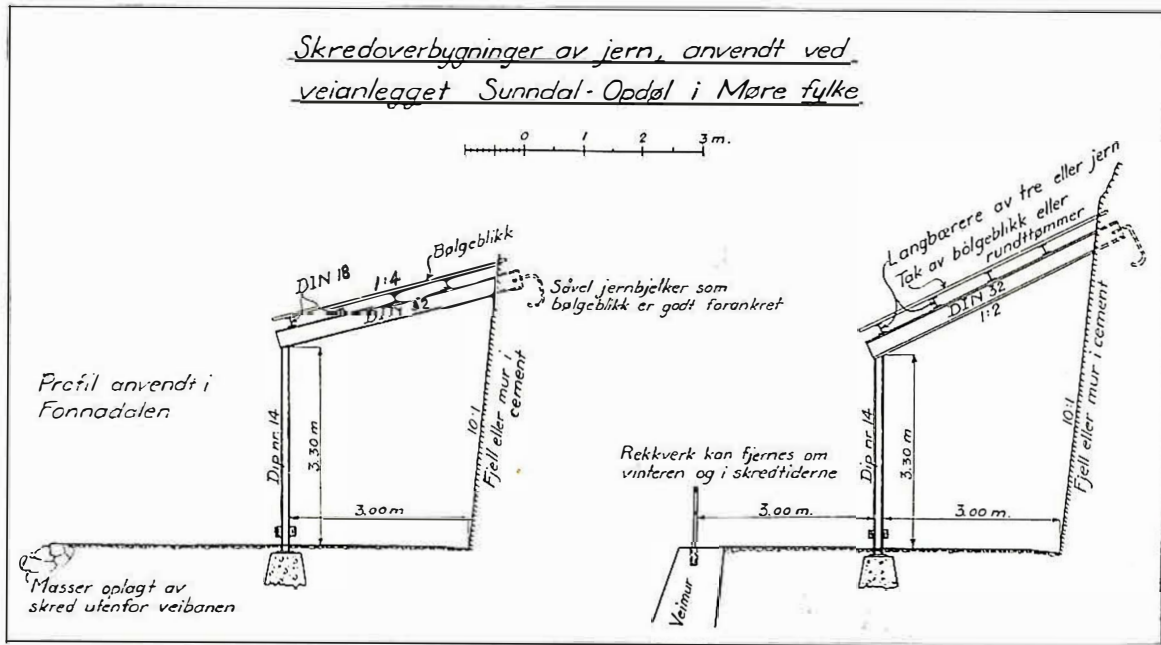 Skredoverbygninger av jern, anvendt ved
veianlegget Sunndal-Opdøl i Møre fylke
0 1 2 3 m.
Bølgeblikk
DIN 18
1:4
DIN 32
Såvel jernbjelker som
bølgeblikk er godt forankret
Profil anvendt i
Fonnadalen
Dip nr. 14
3.30 m
10:1
Fjell eller mur i
cement
3.00 m
Masser oplagt av
skred utenfor veibanen
Langbærere av tre eller jern
Tak av bølgeblikk eller
rundtømmer
DIN 32
1:2
Rekkverk kan fjernes om
vinteren og i skredtiderne
Dip nr. 14
3.30 m
10:1
Fjell eller mur i cement
3.00 m.
3.00 m.
Veimur